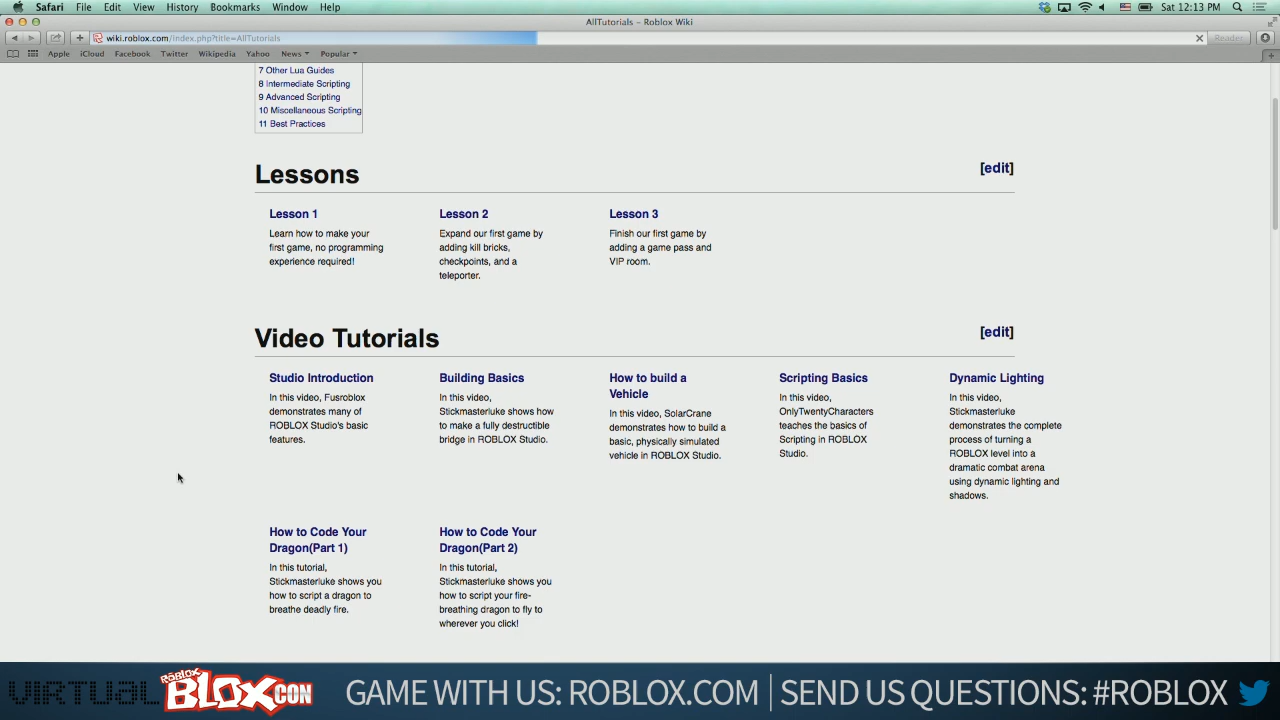 Safari File Edit View History Bookmarks Window Help Sat 12:13 PM
AllTutorials – Roblox Wiki
wiki.roblox.com/index.php?title=AllTutorials Reader
Apple iCloud Facebook Twitter Wikipedia Yahoo News Popular
7 Other Lua Guides
8 Intermediate Scripting
9 Advanced Scripting
10 Miscellaneous Scripting
11 Best Practices
Lessons [edit]
Lesson 1
Learn how to make your
first game, no programming
experience required!
Lesson 2
Expand our first game by
adding kill bricks,
checkpoints, and a
teleporter.
Lesson 3
Finish our first game by
adding a game pass and
VIP room.
Video Tutorials [edit]
Studio Introduction
In this video, Fusroblox
demonstrates many of
ROBLOX Studio's basic
features.
Building Basics
In this video,
Stickmasterluke shows how
to make a fully destructible
bridge in ROBLOX Studio.
How to build a
Vehicle
In this video, SolarCrane
demonstrates how to build a
basic, physically simulated
vehicle in ROBLOX Studio.
Scripting Basics
In this video,
OnlyTwentyCharacters
teaches the basics of
Scripting in ROBLOX
Studio.
Dynamic Lighting
In this video,
Stickmasterluke
demonstrates the complete
process of turning a
ROBLOX level into a
dramatic combat arena
using dynamic lighting and
shadows.
How to Code Your
Dragon(Part 1)
In this tutorial,
Stickmasterluke shows you
how to script a dragon to
breathe deadly fire.
How to Code Your
Dragon(Part 2)
In this tutorial,
Stickmasterluke shows you
how to script your fire-
breathing dragon to fly to
wherever you click!
VIRTUAL ROBLOX BLOXCON GAME WITH US: ROBLOX.COM | SEND US QUESTIONS: #ROBLOX